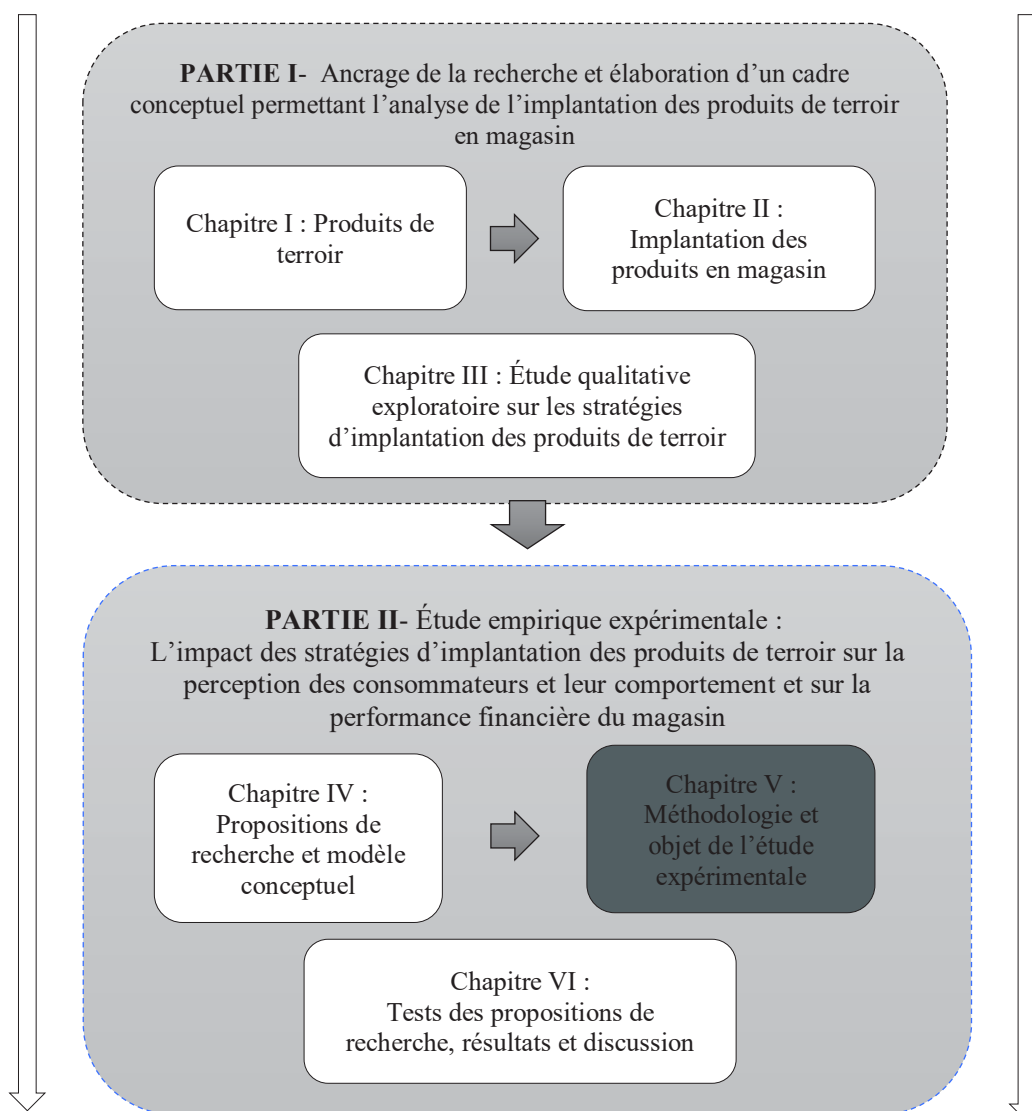 PARTIE I- Ancrage de la recherche et élaboration d’un cadre
conceptuel permettant l’analyse de l’implantation des produits de terroir
en magasin
Chapitre I : Produits de
terroir
Chapitre II :
Implantation des
produits en magasin
Chapitre III : Étude qualitative
exploratoire sur les stratégies
d’implantation des produits de terroir
PARTIE II- Étude empirique expérimentale :
L’impact des stratégies d’implantation des produits de terroir sur la
perception des consommateurs et leur comportement et sur la
performance financière du magasin
Chapitre IV :
Propositions de
recherche et modèle
conceptuel
Chapitre V :
Méthodologie et
objet de l’étude
expérimentale
Chapitre VI :
Tests des propositions de
recherche, résultats et discussion